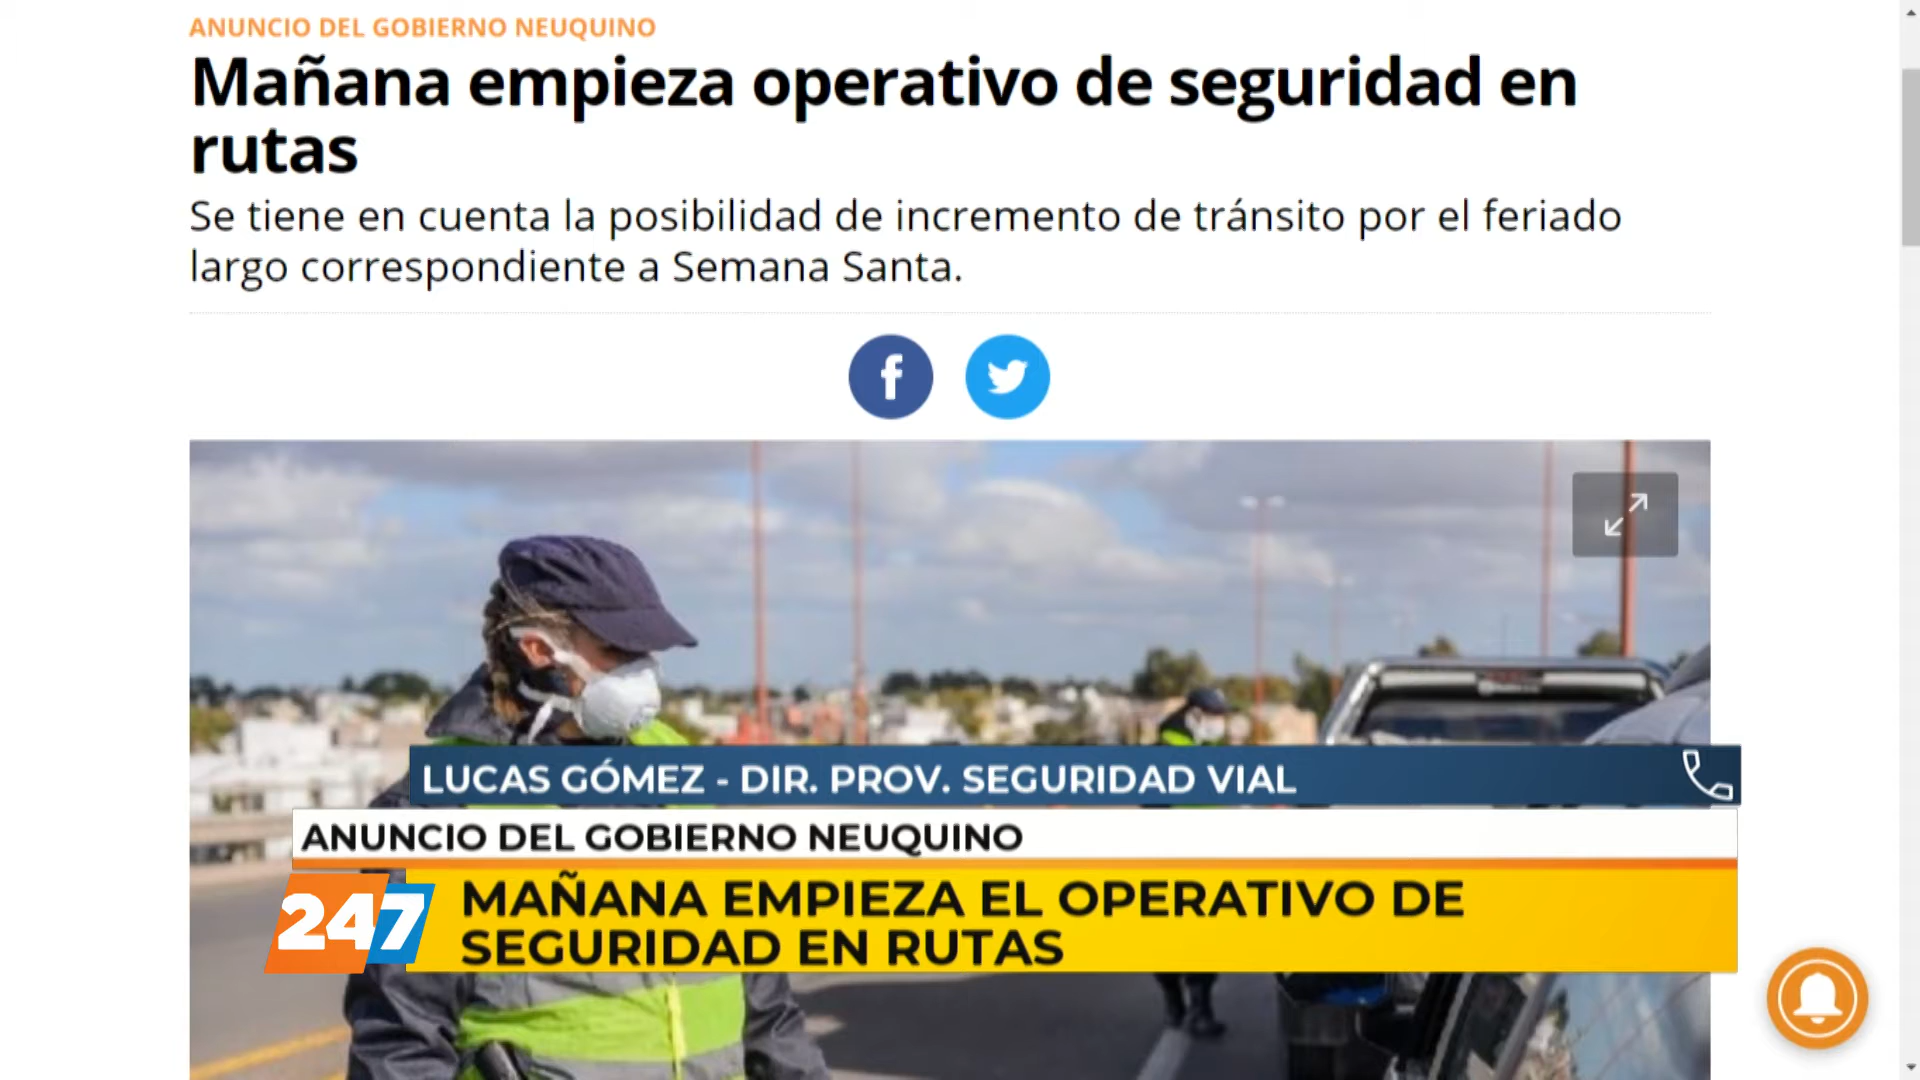 ANUNCIO DEL GOBIERNO NEUQUINO
Mañana empieza operativo de seguridad en
rutas
Se tiene en cuenta la posibilidad de incremento de tránsito por el feriado
largo correspondiente a Semana Santa.
f
LUCAS GÓMEZ - DIR. PROV. SEGURIDAD VIAL
ANUNCIO DEL GOBIERNO NEUQUINO
247
MAÑANA EMPIEZA EL OPERATIVO DE
SEGURIDAD EN RUTAS